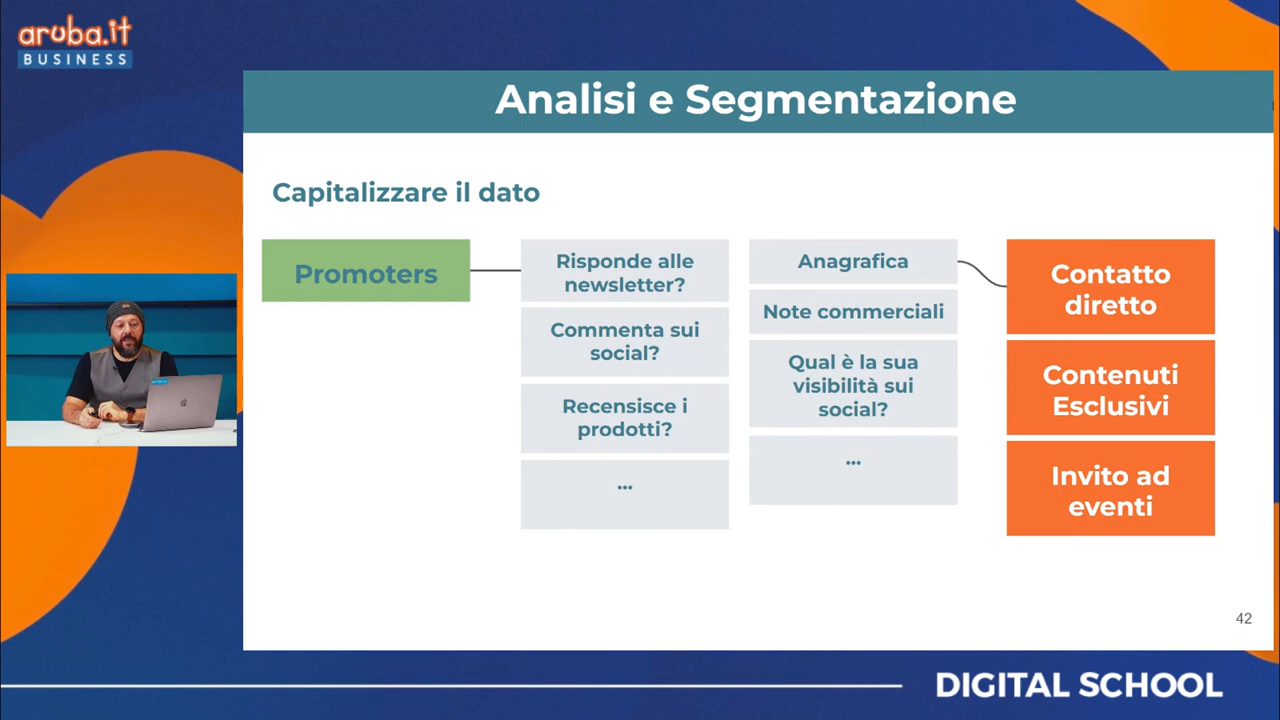 aruba.it
BUSINESS
Analisi e Segmentazione
Capitalizzare il dato
Promoters
Risponde alle
newsletter?
Commenta sui
social?
Recensisce i
prodotti?
...
Anagrafica
Note commerciali
Qual è la sua
visibilità sui
social?
...
Contatto
diretto
Contenuti
Esclusivi
Invito ad
eventi
42
DIGITAL SCHOOL